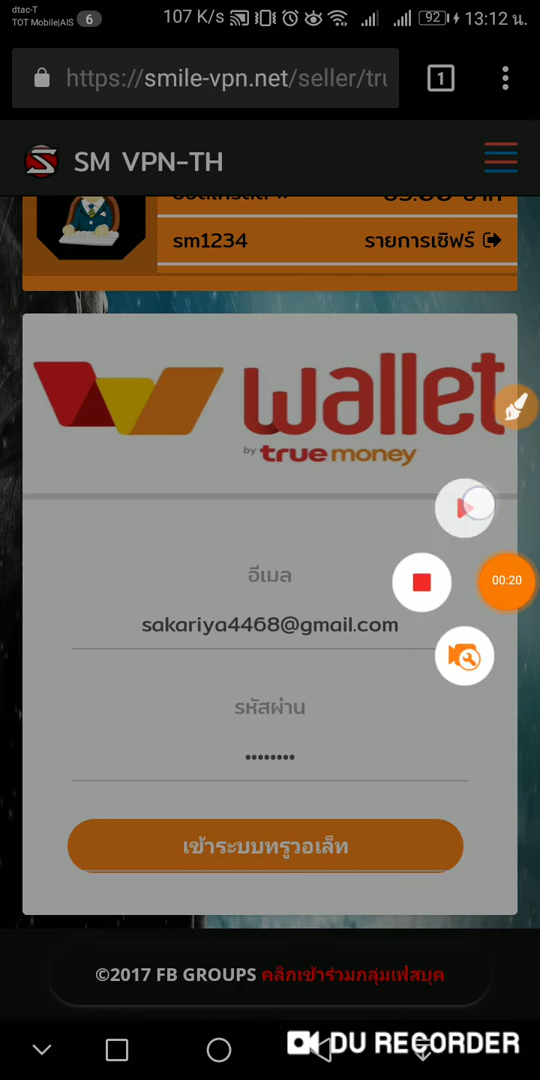 dtac-T
TOT Mobile|AIS 6 107 K/s 92 13:12 น.
https://smile-vpn.net/seller/tru 1
SM VPN-TH
sm1234 รายการเซิฟร์
wallet
by truemoney
อีเมล
sakariya4468@gmail.com
00:20
รหัสผ่าน
••••••••
เข้าระบบทรูวอเล็ท
©2017 FB GROUPS คลิกเข้าร่วมกลุ่มเฟสบุค
DU RECORDER